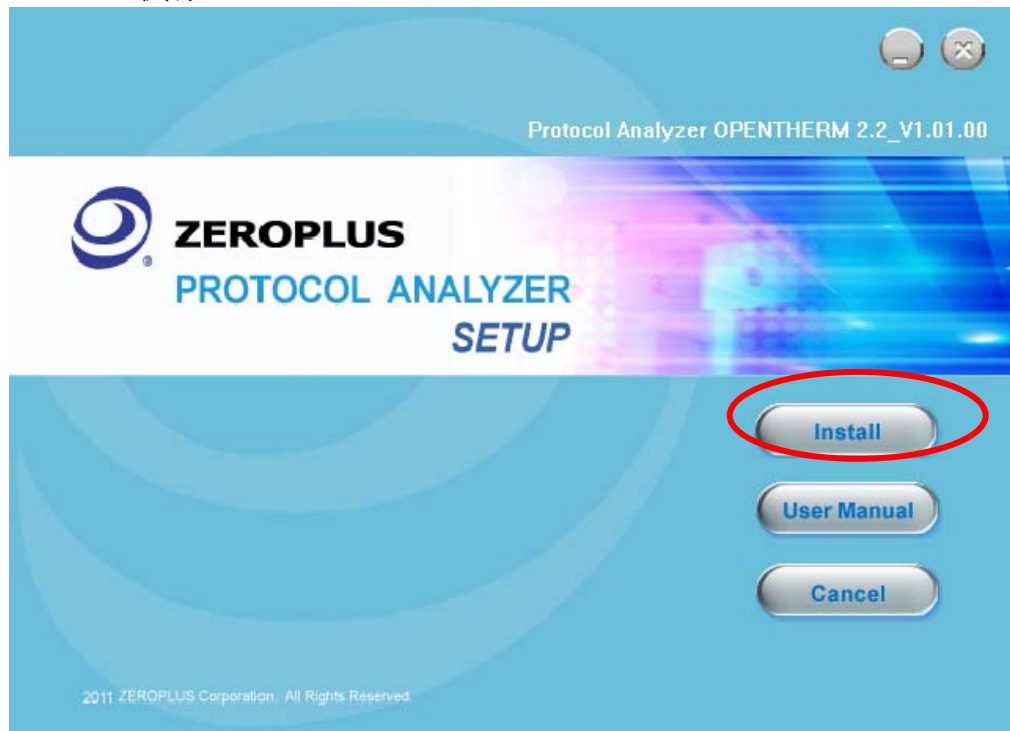 Protocol Analyzer OPENTHERM 2.2_V1.01.00
ZEROPLUS
®
PROTOCOL ANALYZER
SETUP
Install
User Manual
Cancel
2011 ZEROPLUS Corporation. All Rights Reserved.